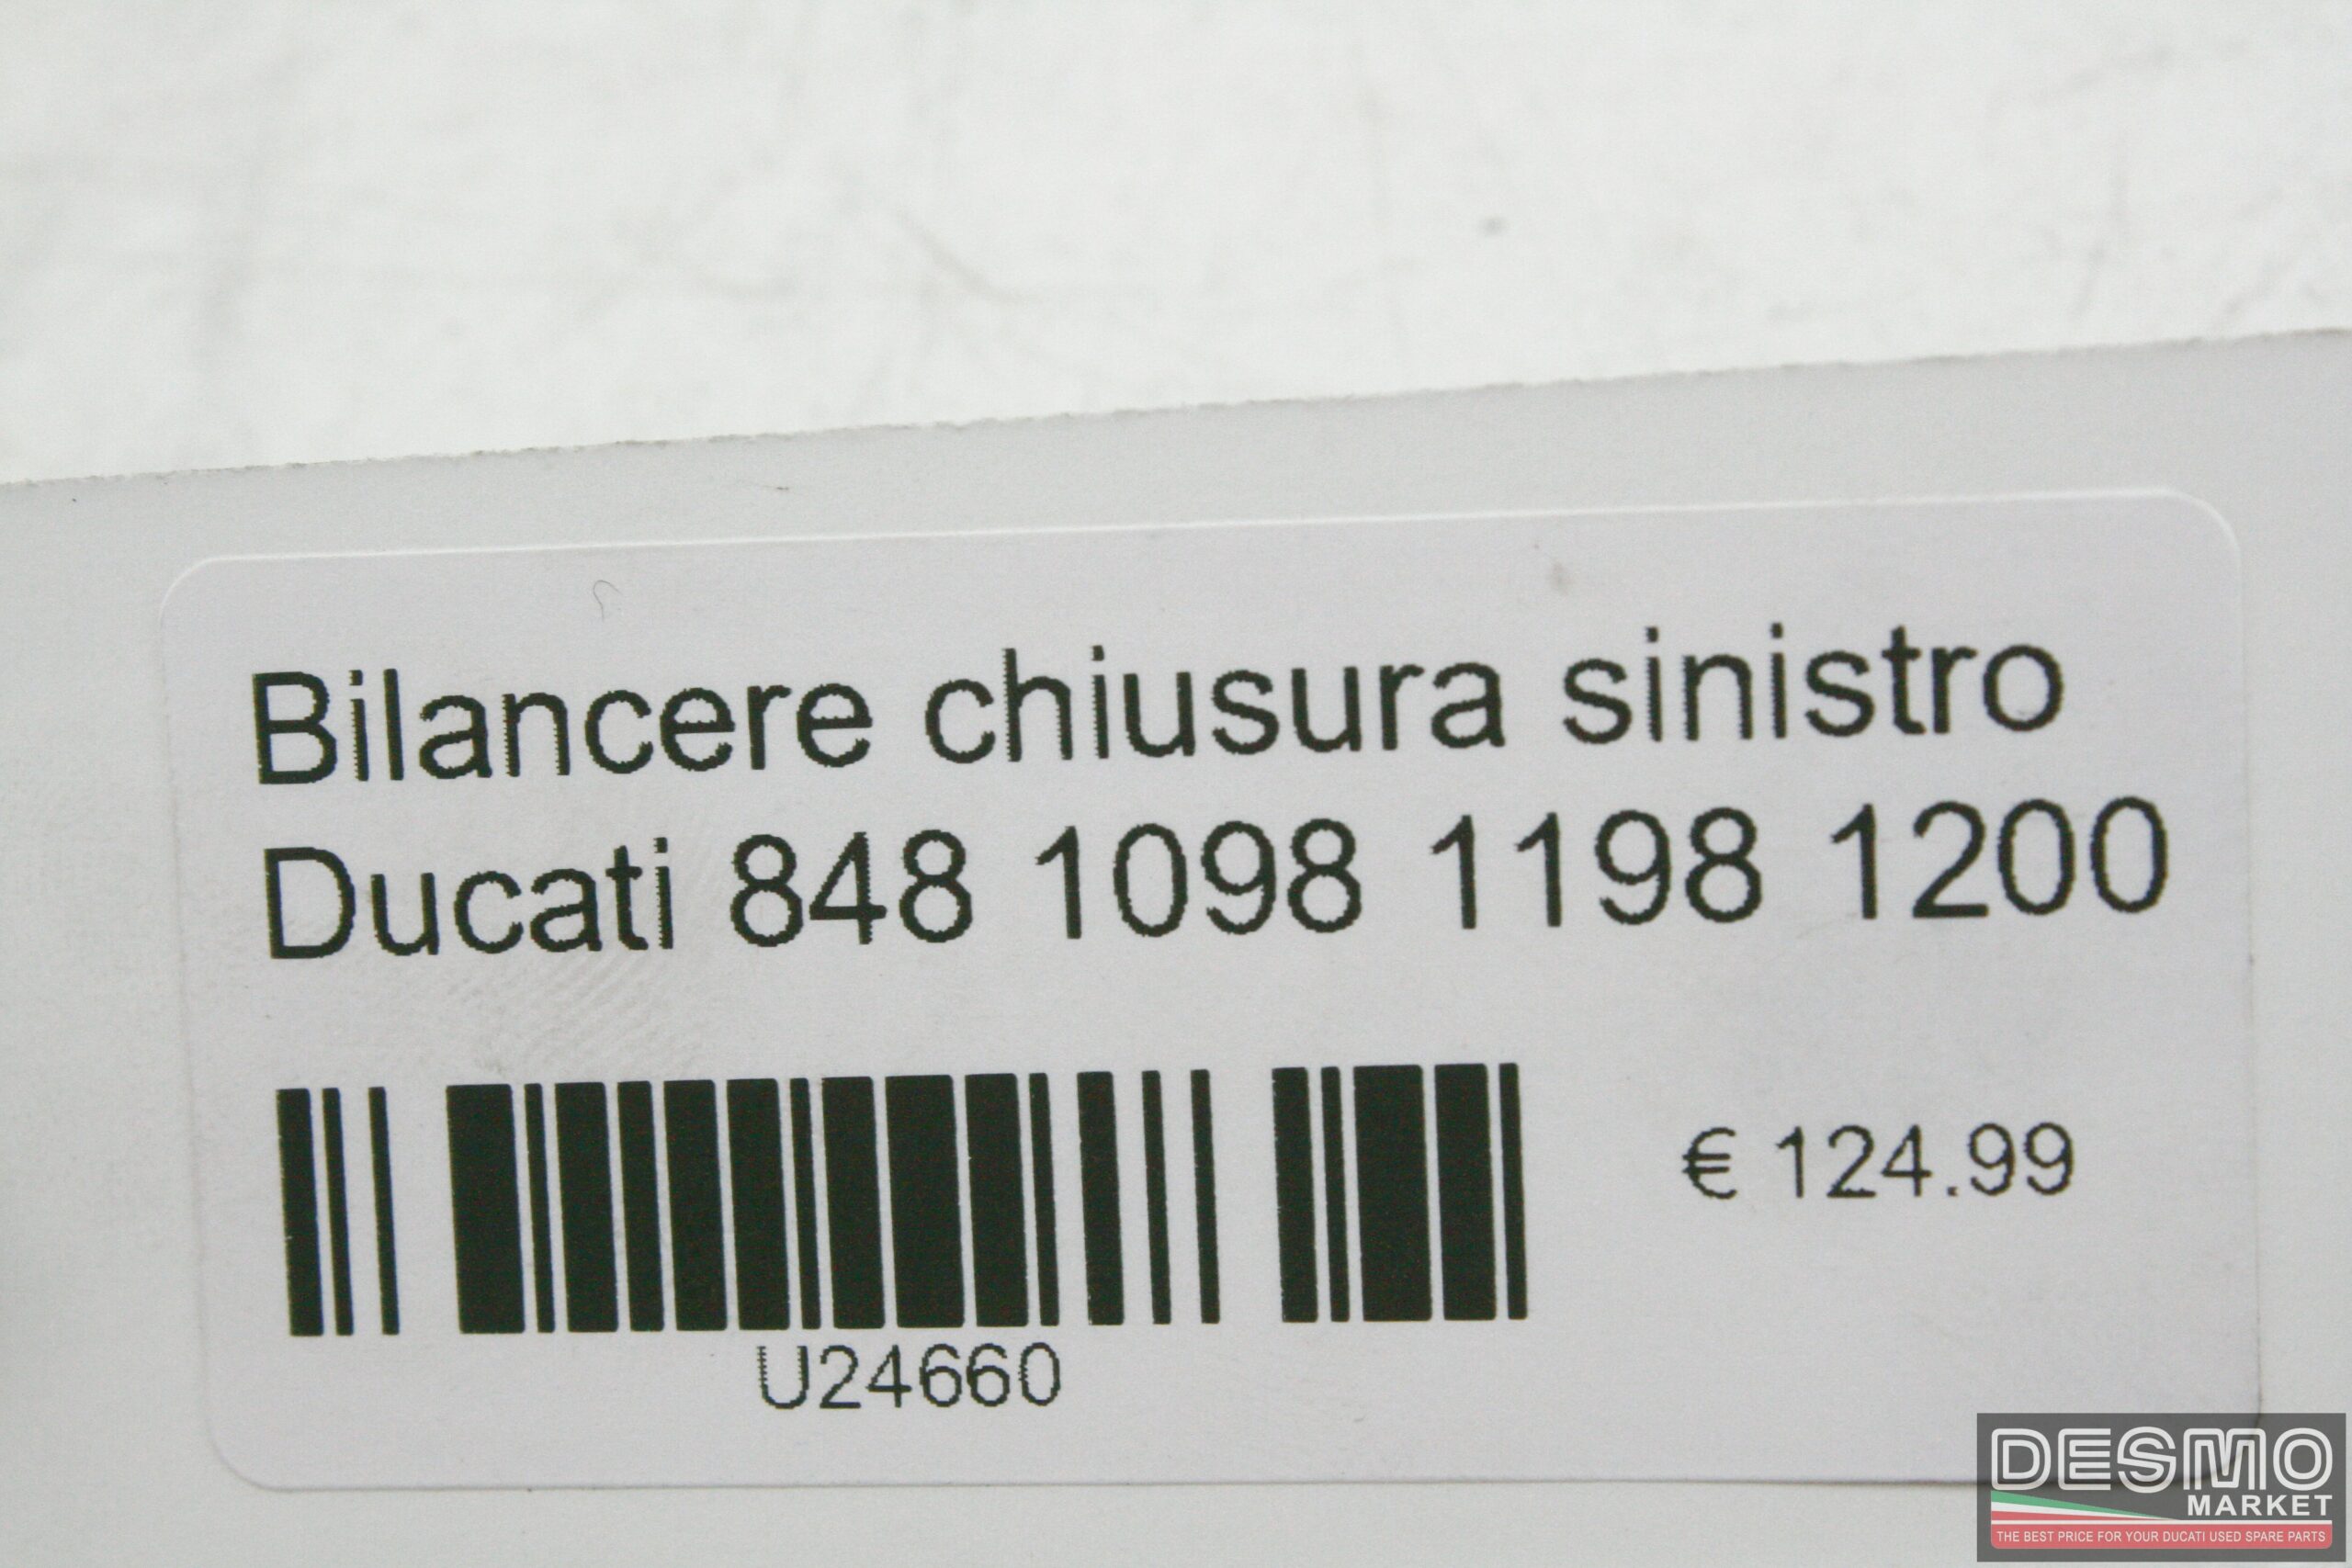 Bilancere chiusura sinistro
Ducati 848 1098 1198 1200
€ 124.99
U24660
DESMO
MARKET
THE BEST PRICE FOR YOUR DUCATI USED SPARE PARTS